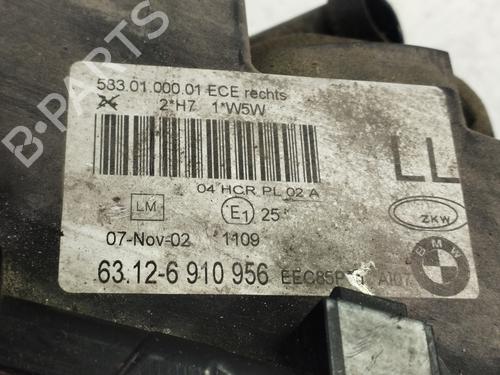 583.01.000.01 ECE rechts
2*H7 1*W5W
LL
04 HCR PL 02 A
LM E1 25
ZKW
07-Nov-02 1109
BMW
63.12-6 910 956
B-PARTS